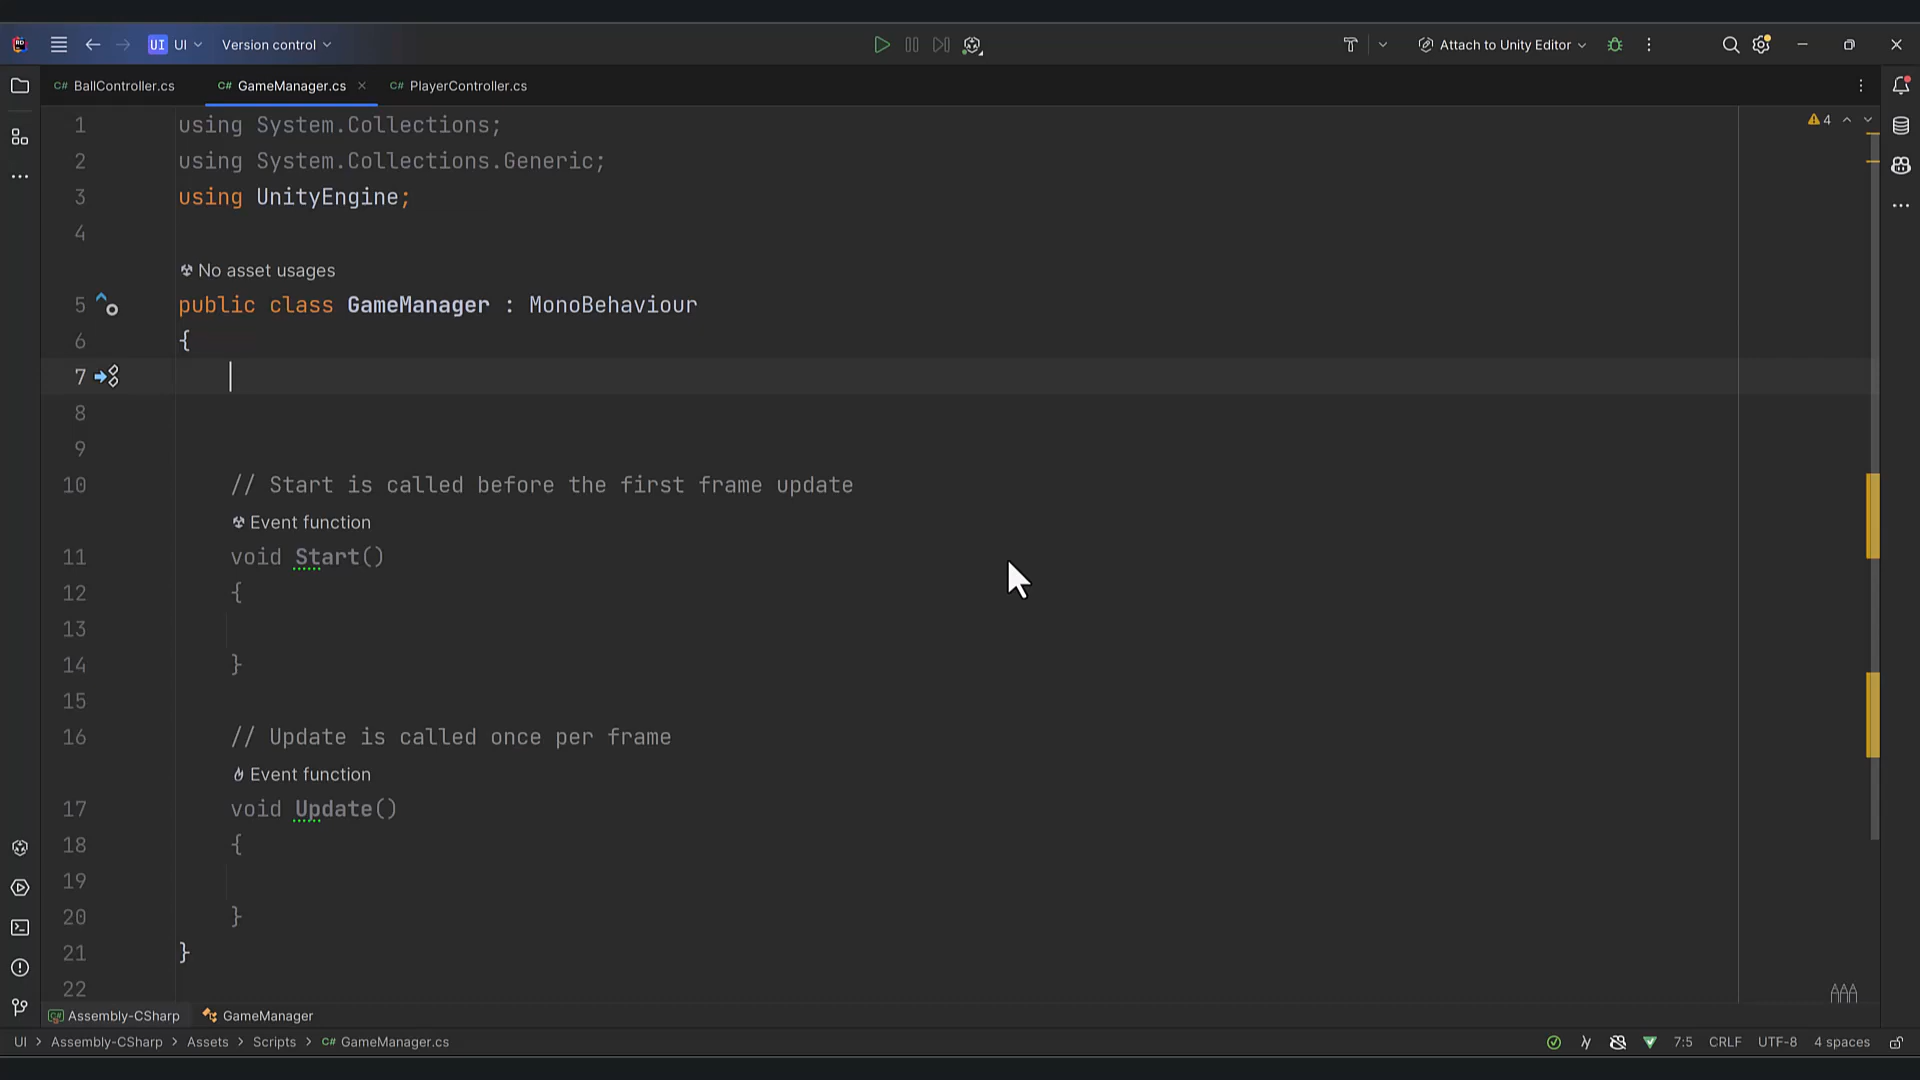 UI UI Version control Attach to Unity Editor
C# BallController.cs C# GameManager.cs C# PlayerController.cs
4
1 using System.Collections;
2 using System.Collections.Generic;
3 using UnityEngine;
4
No asset usages
5 public class GameManager : MonoBehaviour
6 {
7
8
9
10 // Start is called before the first frame update
Event function
11 void Start()
12 {
13
14 }
15
16 // Update is called once per frame
Event function
17 void Update()
18 {
19
20 }
21 }
22
C# Assembly-CSharp GameManager
UI > Assembly-CSharp > Assets > Scripts > C# GameManager.cs 7:5 CRLF UTF-8 4 spaces